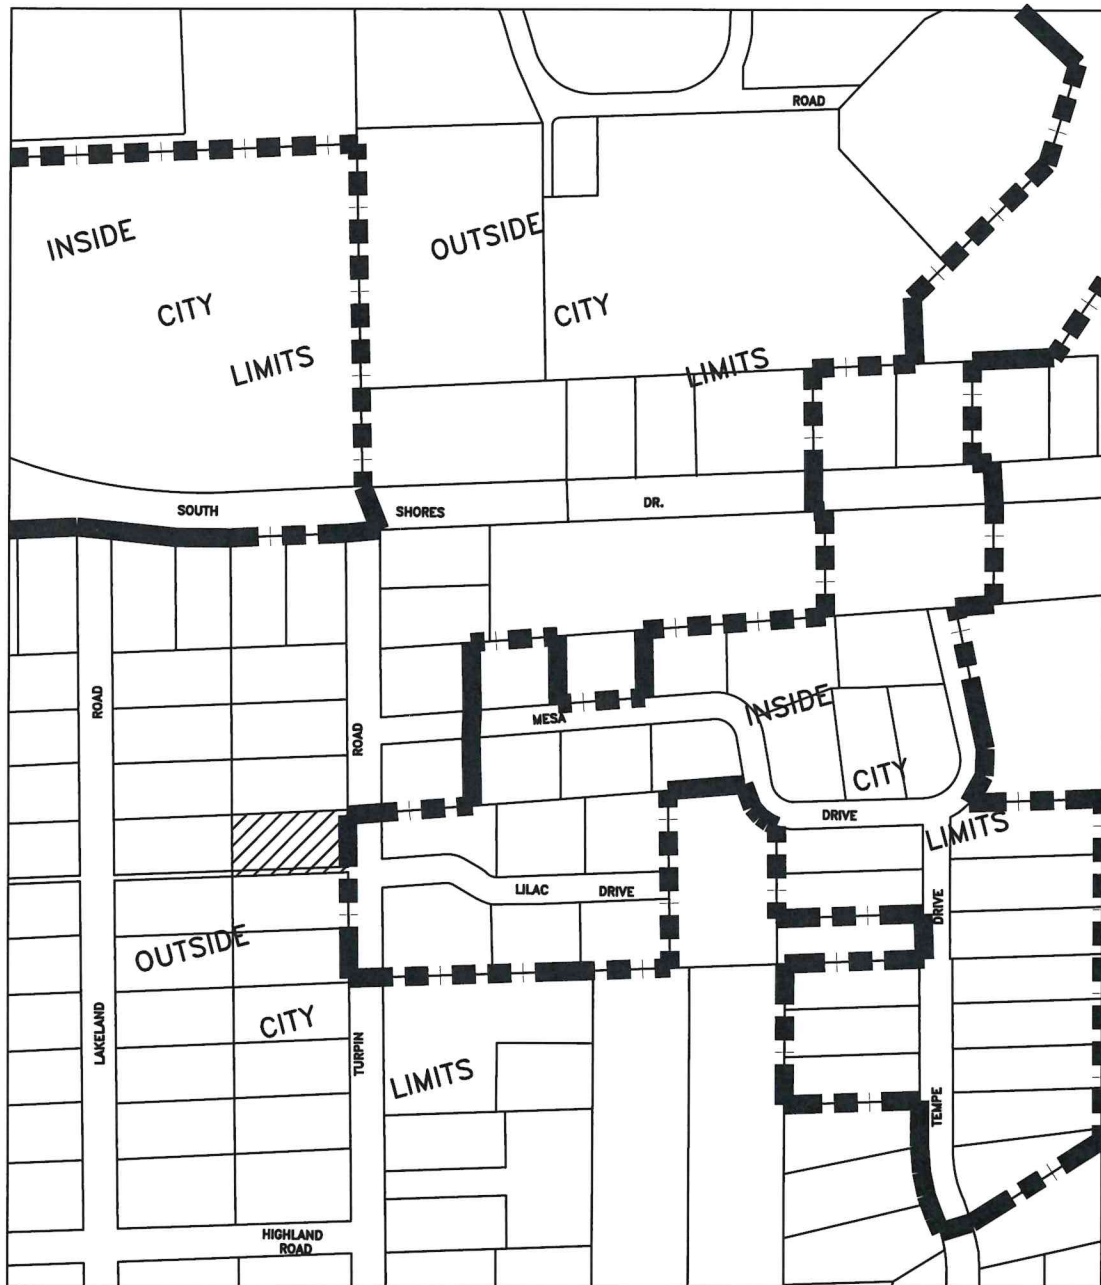 ROAD
INSIDE
CITY
LIMITS
OUTSIDE
CITY
LIMITS
SOUTH SHORES DR.
ROAD
ROAD
MESA
DRIVE
INSIDE
CITY
LIMITS
LILAC DRIVE
DRIVE
OUTSIDE
CITY
LIMITS
LAKELAND
TURPIN
TEMPE
HIGHLAND
ROAD